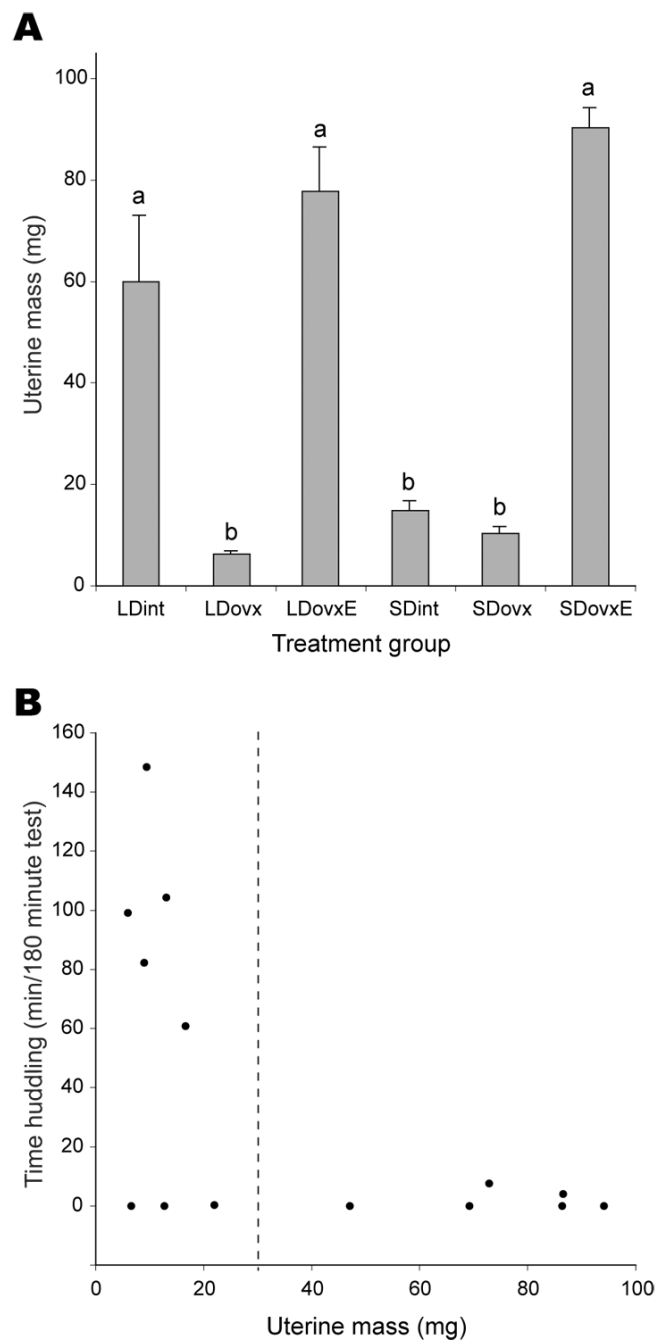 A
Uterine mass (mg)
100
80
60
40
20
0
a
b
a
b
b
a
LDint LDovx LDovxE SDint SDovx SDovxE
Treatment group
B
Time huddling (min/180 minute test)
160
140
120
100
80
60
40
20
0
0 20 40 60 80 100
Uterine mass (mg)